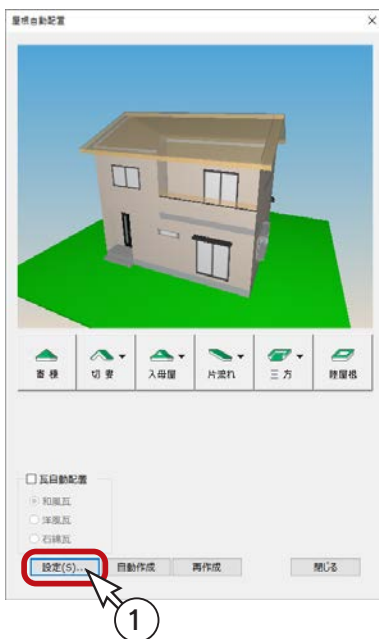 屋根自動配置
寄棟 切妻 入母屋 片流れ 三方 陸屋根
瓦自動配置
和風瓦
洋風瓦
石綿瓦
設定(S)... 自動作成 再作成 閉じる
1